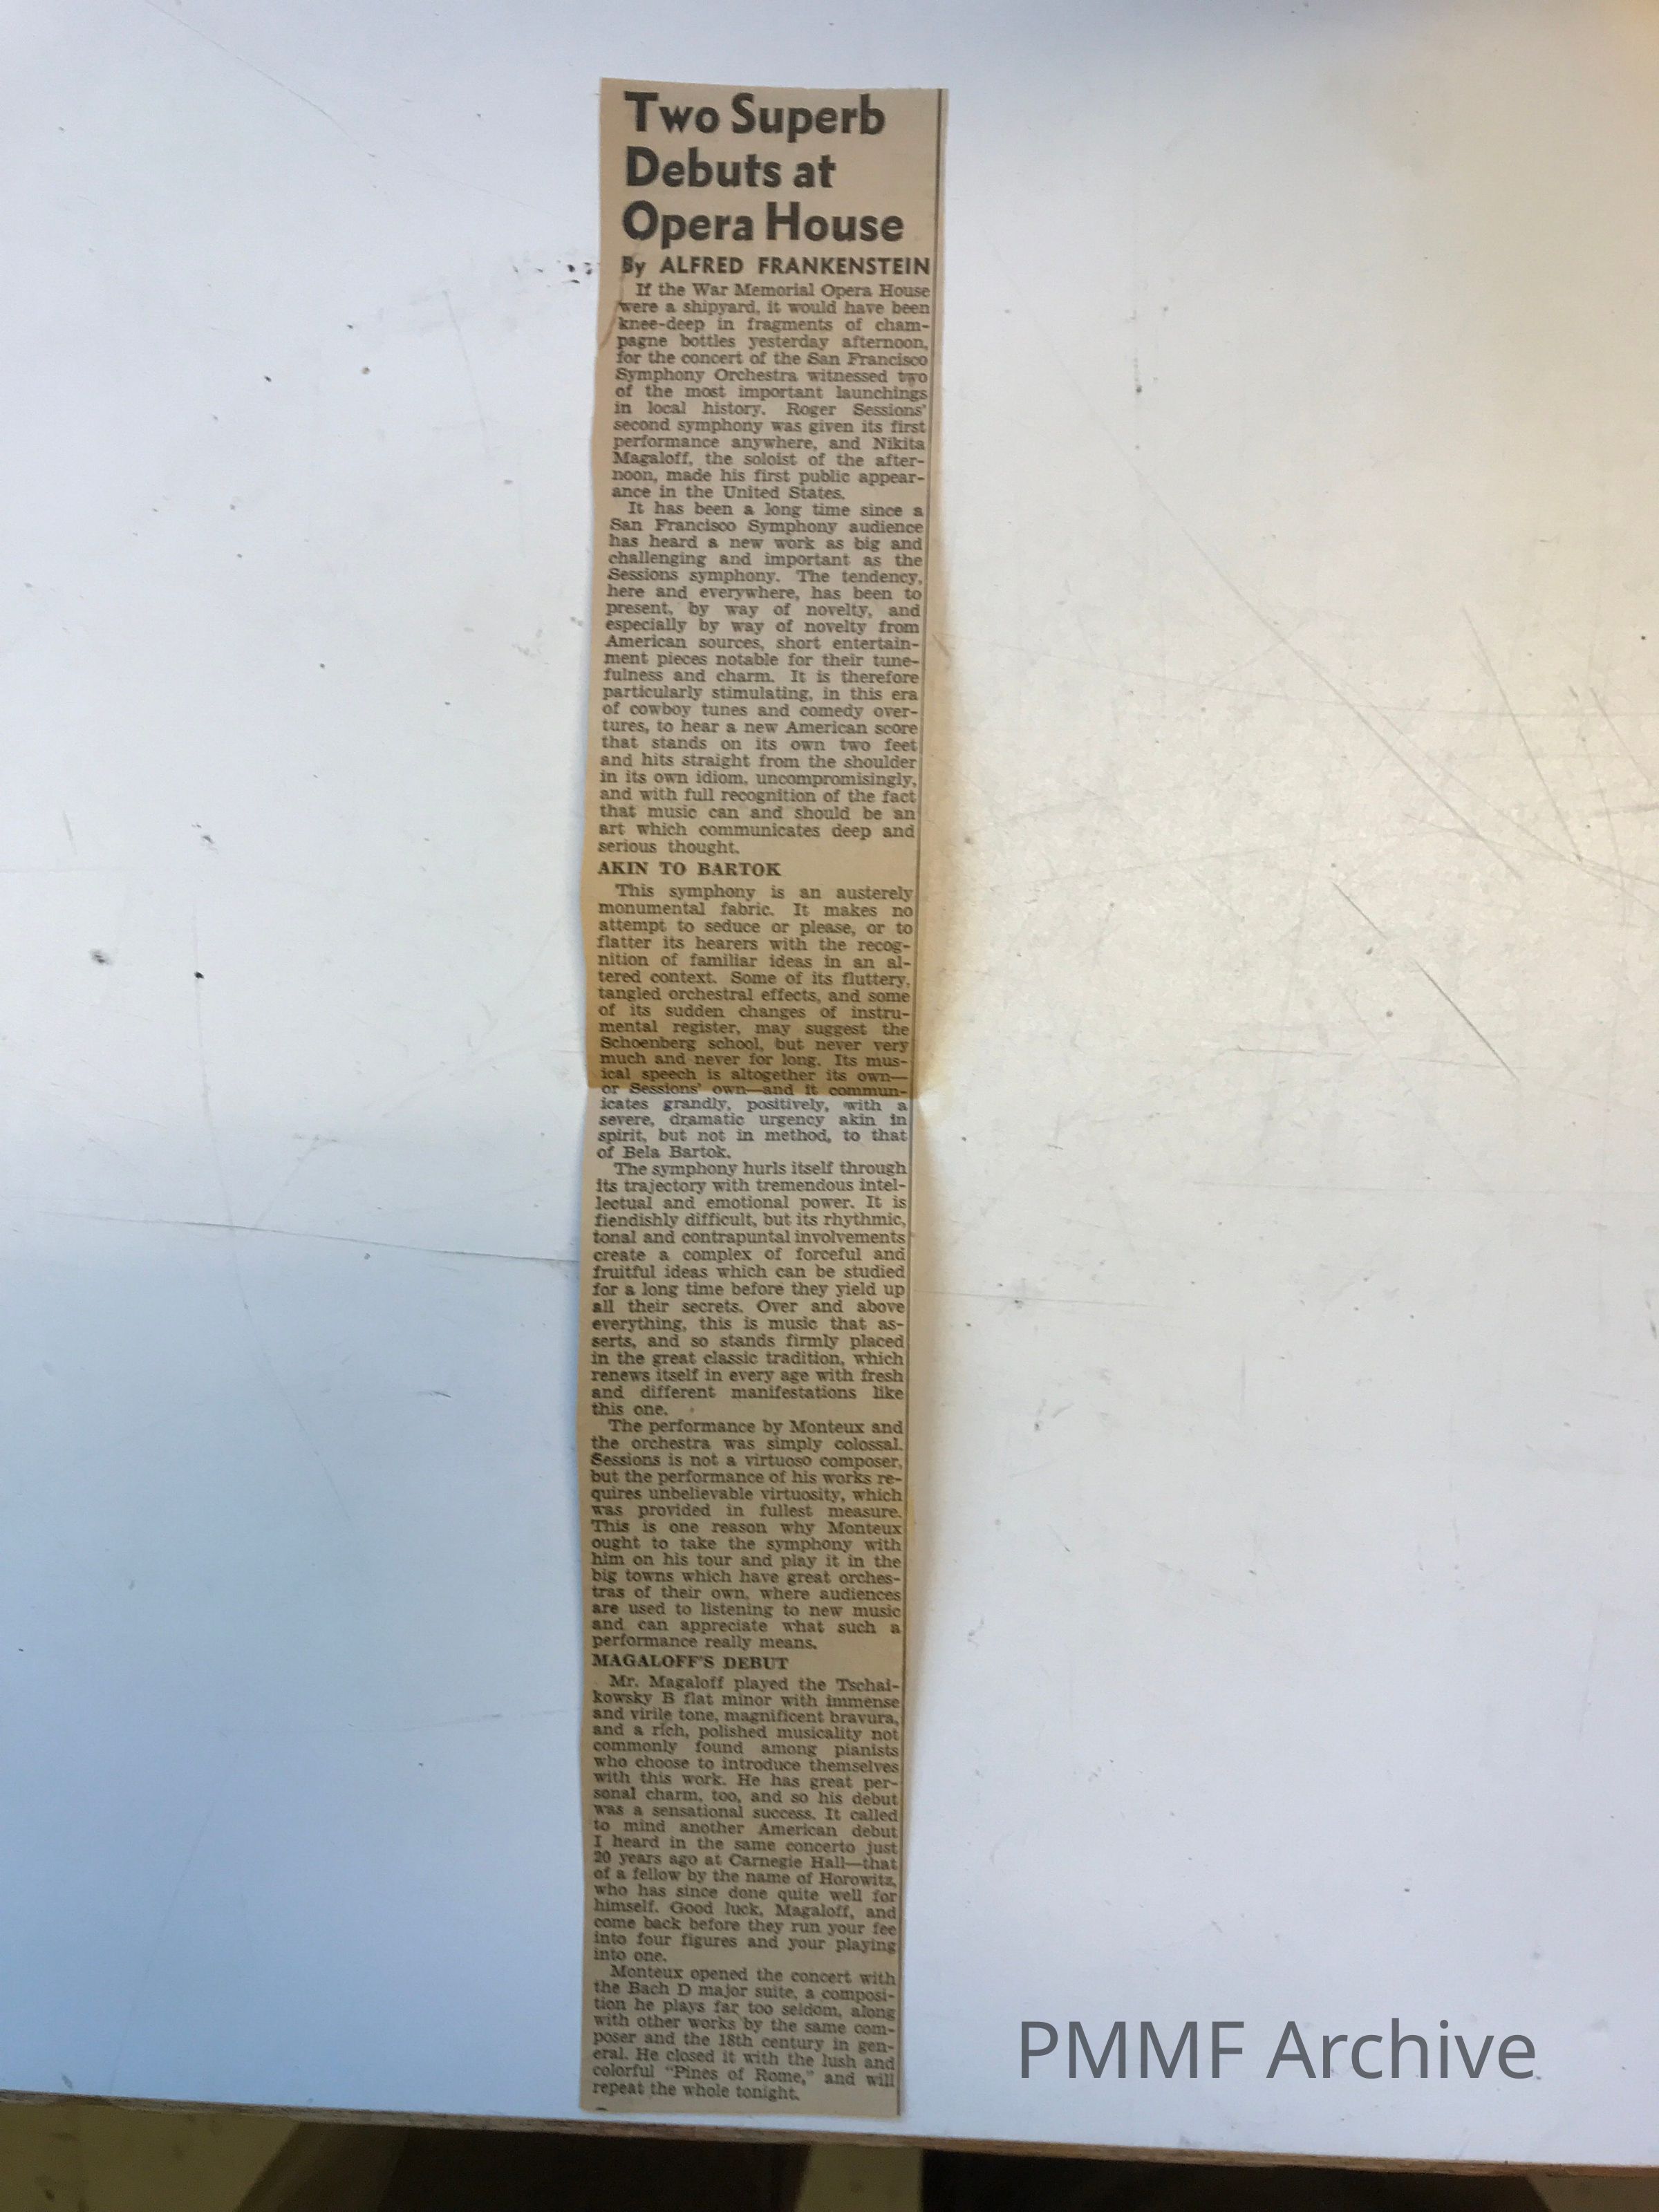 Two Superb
Debuts at
Opera House
By ALFRED FRANKENSTEIN
If the War Memorial Opera House
were a shipyard, it would have been
knee-deep in fragments of cham-
pagne bottles yesterday afternoon,
for the concert of the San Francisco
Symphony Orchestra witnessed two
of the most important launchings
in local history. Roger Sessions'
second symphony was given its first
performance anywhere, and Nikita
Magaloff, the soloist of the after-
noon, made his first public appear-
ance in the United States.
It has been a long time since a
San Francisco Symphony audience
has heard a new work as big and
challenging and important as the
Sessions symphony. The tendency,
here and everywhere, has been to
present, by way of novelty, and
especially by way of novelty from
American sources, short entertain-
ment pieces notable for their tune-
fulness and charm. It is therefore
particularly stimulating, in this era
of cowboy tunes and comedy over-
tures, to hear a new American score
that stands on its own two feet
and hits straight from the shoulder
in its own idiom, uncompromisingly,
and with full recognition of the fact
that music can and should be an
art which communicates deep and
serious thought.
AKIN TO BARTOK
This symphony is an austerely
monumental fabric. It makes no
attempt to seduce or please, or to
flatter its hearers with the recog-
nition of familiar ideas in an al-
tered context. Some of its fluttery,
tangled orchestral effects, and some
of its sudden changes of instru-
mental register, may suggest the
Schoenberg school, but never very
much and never for long. Its mus-
ical speech is altogether its own—
or Sessions' own—and it commun-
icates grandly, positively, with a
severe, dramatic urgency akin in
spirit, but not in method, to that
of Bela Bartok.
The symphony hurls itself through
its trajectory with tremendous intel-
lectual and emotional power. It is
fiendishly difficult, but its rhythmic,
tonal and contrapuntal involvements
create a complex of forceful and
fruitful ideas which can be studied
for a long time before they yield up
all their secrets. Over and above
everything, this is music that as-
serts, and so stands firmly placed
in the great classic tradition, which
renews itself in every age with fresh
and different manifestations like
this one.
The performance by Monteux and
the orchestra was simply colossal.
Sessions is not a virtuoso composer,
but the performance of his works re-
quires unbelievable virtuosity, which
was provided in fullest measure.
This is one reason why Monteux
ought to take the symphony with
him on his tour and play it in the
big towns which have great orches-
tras of their own, where audiences
are used to listening to new music
and can appreciate what such a
performance really means.
MAGALOFF'S DEBUT
Mr. Magaloff played the Tschai-
kowsky B flat minor with immense
and virile tone, magnificent bravura,
and a rich, polished musicality not
commonly found among pianists
who choose to introduce themselves
with this work. He has great per-
sonal charm, too, and so his debut
was a sensational success. It called
to mind another American debut
I heard in the same concerto just
20 years ago at Carnegie Hall—that
of a fellow by the name of Horowitz,
who has since done quite well for
himself. Good luck, Magaloff, and
come back before they run your fee
into four figures and your playing
into one.
Monteux opened the concert with
the Bach D major suite, a composi-
tion he plays far too seldom, along
with other works by the same com-
poser and the 18th century in gen-
eral. He closed it with the lush and
colorful "Pines of Rome," and will
repeat the whole tonight.
PMMF Archive